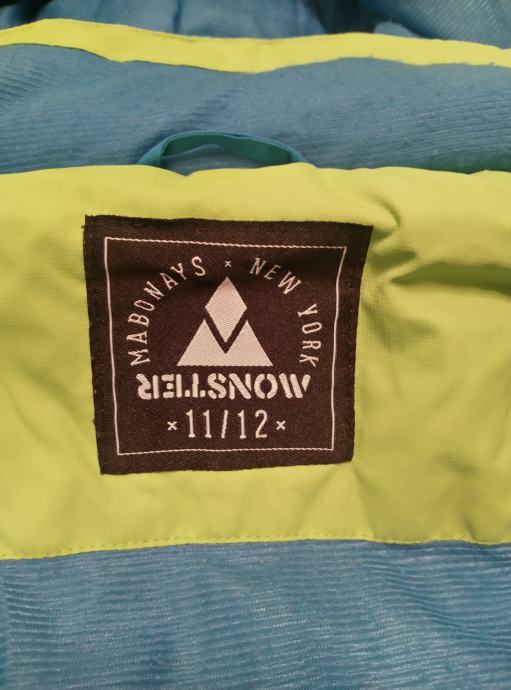 MABONAYS × NEW YORK
MONSTER
× 11/12 ×